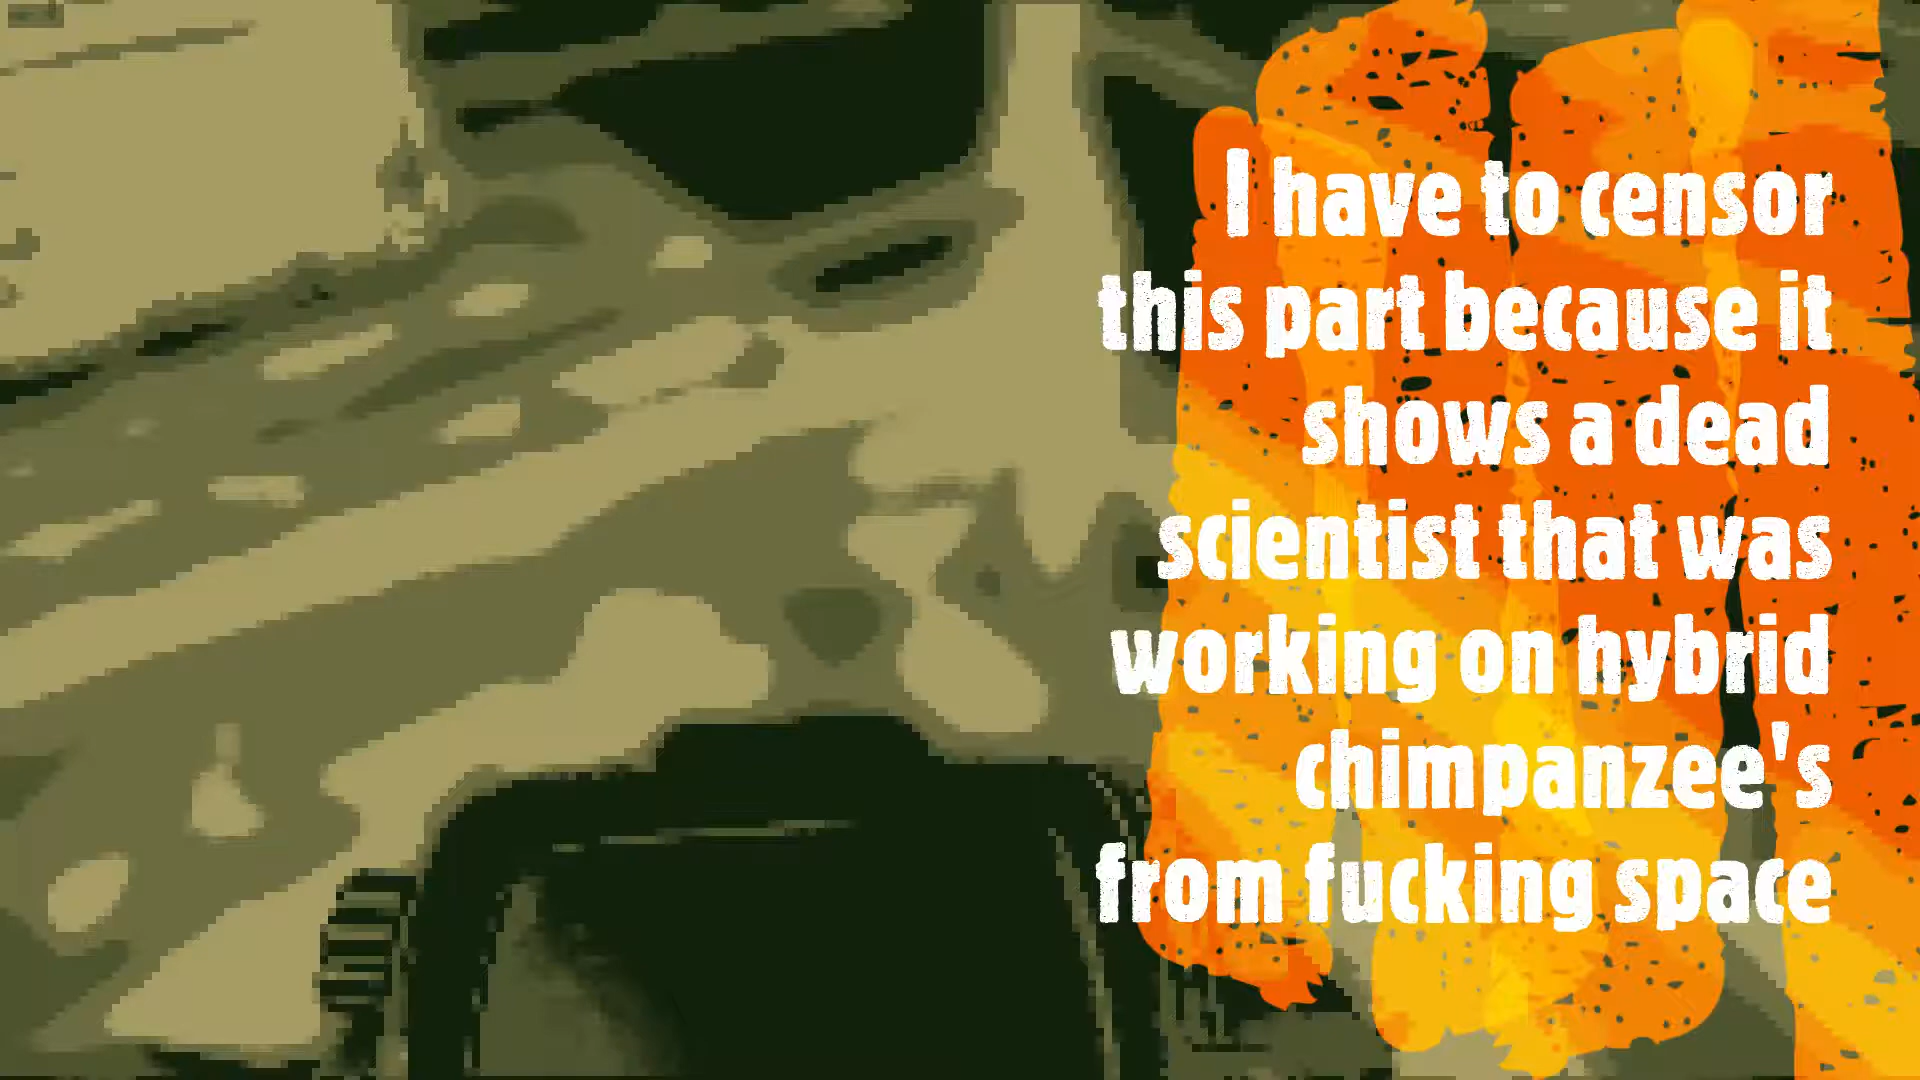 I have to censor
this part because it
shows a dead
scientist that was
working on hybrid
chimpanzee's
from fucking space